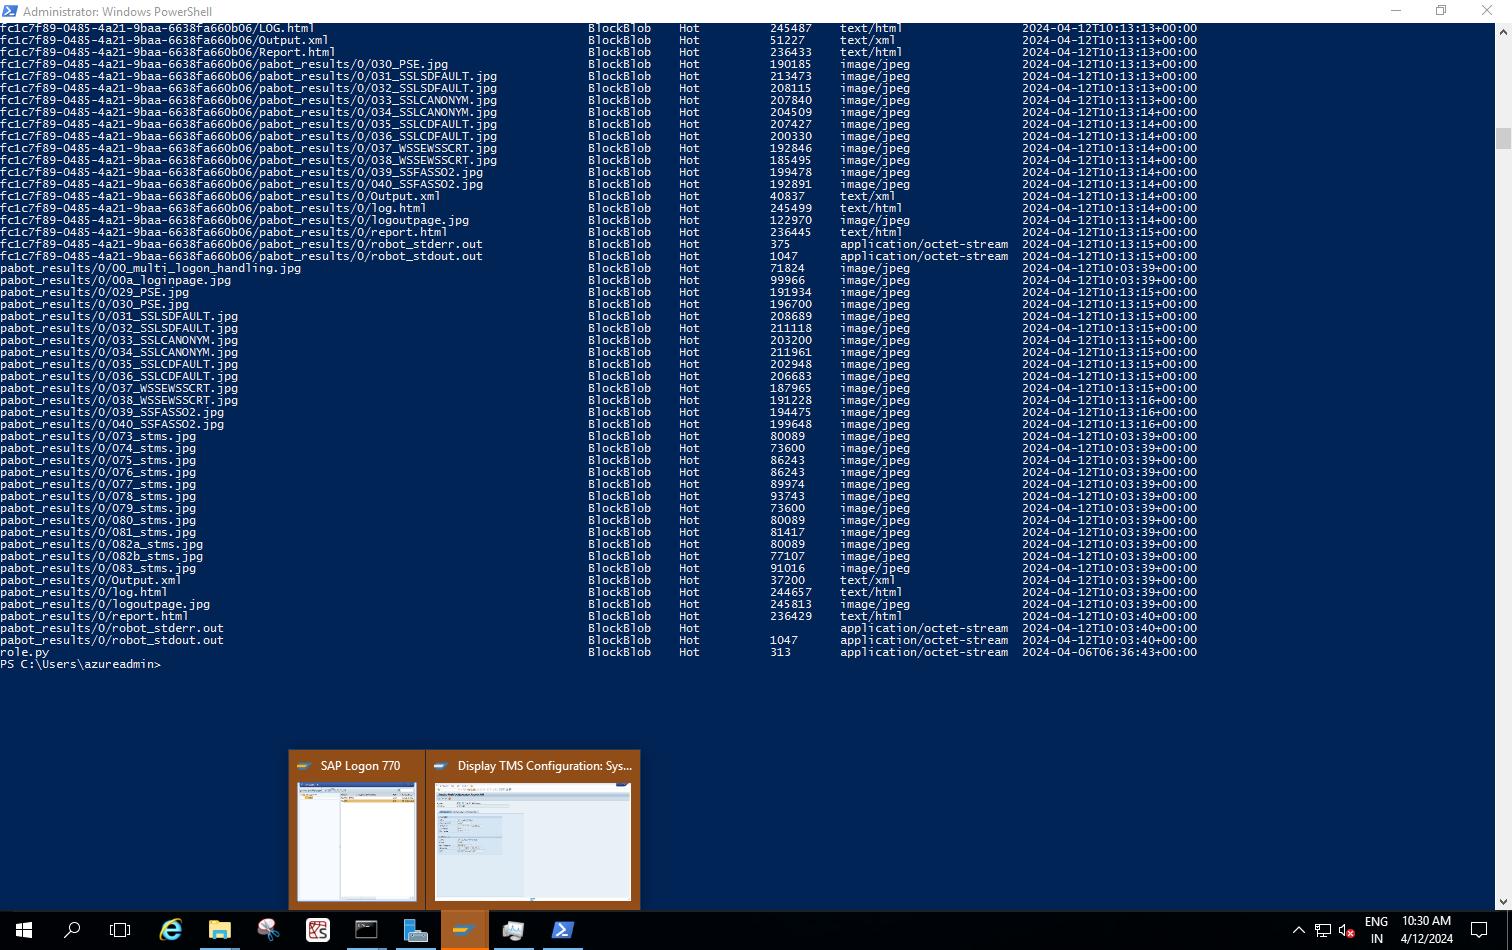 Administrator: Windows PowerShell
fc1c7f89-0485-4a21-9baa-6638fa660b06/LOG.html BlockBlob Hot 245487 text/html 2024-04-12T10:13:13+00:00
fc1c7f89-0485-4a21-9baa-6638fa660b06/Output.xml BlockBlob Hot 51227 text/xml 2024-04-12T10:13:13+00:00
fc1c7f89-0485-4a21-9baa-6638fa660b06/Report.html BlockBlob Hot 236433 text/html 2024-04-12T10:13:13+00:00
fc1c7f89-0485-4a21-9baa-6638fa660b06/pabot_results/0/030_PSE.jpg BlockBlob Hot 190185 image/jpeg 2024-04-12T10:13:13+00:00
fc1c7f89-0485-4a21-9baa-6638fa660b06/pabot_results/0/031_SSLSDFAULT.jpg BlockBlob Hot 213473 image/jpeg 2024-04-12T10:13:13+00:00
fc1c7f89-0485-4a21-9baa-6638fa660b06/pabot_results/0/032_SSLSDFAULT.jpg BlockBlob Hot 208115 image/jpeg 2024-04-12T10:13:13+00:00
fc1c7f89-0485-4a21-9baa-6638fa660b06/pabot_results/0/033_SSLCANONYM.jpg BlockBlob Hot 207840 image/jpeg 2024-04-12T10:13:13+00:00
fc1c7f89-0485-4a21-9baa-6638fa660b06/pabot_results/0/034_SSLCANONYM.jpg BlockBlob Hot 204509 image/jpeg 2024-04-12T10:13:13+00:00
fc1c7f89-0485-4a21-9baa-6638fa660b06/pabot_results/0/035_SSLCDFAULT.jpg BlockBlob Hot 207427 image/jpeg 2024-04-12T10:13:14+00:00
fc1c7f89-0485-4a21-9baa-6638fa660b06/pabot_results/0/036_SSLCDFAULT.jpg BlockBlob Hot 200330 image/jpeg 2024-04-12T10:13:14+00:00
fc1c7f89-0485-4a21-9baa-6638fa660b06/pabot_results/0/037_WSSEWSSCRT.jpg BlockBlob Hot 192846 image/jpeg 2024-04-12T10:13:14+00:00
fc1c7f89-0485-4a21-9baa-6638fa660b06/pabot_results/0/038_WSSEWSSCRT.jpg BlockBlob Hot 185495 image/jpeg 2024-04-12T10:13:14+00:00
fc1c7f89-0485-4a21-9baa-6638fa660b06/pabot_results/0/039_SSFASSO2.jpg BlockBlob Hot 199478 image/jpeg 2024-04-12T10:13:14+00:00
fc1c7f89-0485-4a21-9baa-6638fa660b06/pabot_results/0/040_SSFASSO2.jpg BlockBlob Hot 192891 image/jpeg 2024-04-12T10:13:14+00:00
fc1c7f89-0485-4a21-9baa-6638fa660b06/pabot_results/0/Output.xml BlockBlob Hot 40837 text/xml 2024-04-12T10:13:14+00:00
fc1c7f89-0485-4a21-9baa-6638fa660b06/pabot_results/0/log.html BlockBlob Hot 245499 text/html 2024-04-12T10:13:14+00:00
fc1c7f89-0485-4a21-9baa-6638fa660b06/pabot_results/0/logoutpage.jpg BlockBlob Hot 122970 image/jpeg 2024-04-12T10:13:14+00:00
fc1c7f89-0485-4a21-9baa-6638fa660b06/pabot_results/0/report.html BlockBlob Hot 236445 text/html 2024-04-12T10:13:15+00:00
fc1c7f89-0485-4a21-9baa-6638fa660b06/pabot_results/0/robot_stderr.out BlockBlob Hot 375 application/octet-stream 2024-04-12T10:13:15+00:00
fc1c7f89-0485-4a21-9baa-6638fa660b06/pabot_results/0/robot_stdout.out BlockBlob Hot 1047 application/octet-stream 2024-04-12T10:13:15+00:00
pabot_results/0/00_multi_logon_handling.jpg BlockBlob Hot 71824 image/jpeg 2024-04-12T10:03:39+00:00
pabot_results/0/00a_loginpage.jpg BlockBlob Hot 99966 image/jpeg 2024-04-12T10:03:39+00:00
pabot_results/0/029_PSE.jpg BlockBlob Hot 191934 image/jpeg 2024-04-12T10:13:15+00:00
pabot_results/0/030_PSE.jpg BlockBlob Hot 196700 image/jpeg 2024-04-12T10:13:15+00:00
pabot_results/0/031_SSLSDFAULT.jpg BlockBlob Hot 208689 image/jpeg 2024-04-12T10:13:15+00:00
pabot_results/0/032_SSLSDFAULT.jpg BlockBlob Hot 211118 image/jpeg 2024-04-12T10:13:15+00:00
pabot_results/0/033_SSLCANONYM.jpg BlockBlob Hot 203200 image/jpeg 2024-04-12T10:13:15+00:00
pabot_results/0/034_SSLCANONYM.jpg BlockBlob Hot 211961 image/jpeg 2024-04-12T10:13:15+00:00
pabot_results/0/035_SSLCDFAULT.jpg BlockBlob Hot 202948 image/jpeg 2024-04-12T10:13:15+00:00
pabot_results/0/036_SSLCDFAULT.jpg BlockBlob Hot 206683 image/jpeg 2024-04-12T10:13:15+00:00
pabot_results/0/037_WSSEWSSCRT.jpg BlockBlob Hot 187965 image/jpeg 2024-04-12T10:13:15+00:00
pabot_results/0/038_WSSEWSSCRT.jpg BlockBlob Hot 191228 image/jpeg 2024-04-12T10:13:16+00:00
pabot_results/0/039_SSFASSO2.jpg BlockBlob Hot 194475 image/jpeg 2024-04-12T10:13:16+00:00
pabot_results/0/040_SSFASSO2.jpg BlockBlob Hot 199648 image/jpeg 2024-04-12T10:13:16+00:00
pabot_results/0/073_stms.jpg BlockBlob Hot 80089 image/jpeg 2024-04-12T10:03:39+00:00
pabot_results/0/074_stms.jpg BlockBlob Hot 73600 image/jpeg 2024-04-12T10:03:39+00:00
pabot_results/0/075_stms.jpg BlockBlob Hot 86243 image/jpeg 2024-04-12T10:03:39+00:00
pabot_results/0/076_stms.jpg BlockBlob Hot 86243 image/jpeg 2024-04-12T10:03:39+00:00
pabot_results/0/077_stms.jpg BlockBlob Hot 89974 image/jpeg 2024-04-12T10:03:39+00:00
pabot_results/0/078_stms.jpg BlockBlob Hot 93743 image/jpeg 2024-04-12T10:03:39+00:00
pabot_results/0/079_stms.jpg BlockBlob Hot 73600 image/jpeg 2024-04-12T10:03:39+00:00
pabot_results/0/080_stms.jpg BlockBlob Hot 80089 image/jpeg 2024-04-12T10:03:39+00:00
pabot_results/0/081_stms.jpg BlockBlob Hot 81417 image/jpeg 2024-04-12T10:03:39+00:00
pabot_results/0/082a_stms.jpg BlockBlob Hot 80089 image/jpeg 2024-04-12T10:03:39+00:00
pabot_results/0/082b_stms.jpg BlockBlob Hot 77107 image/jpeg 2024-04-12T10:03:39+00:00
pabot_results/0/083_stms.jpg BlockBlob Hot 91016 image/jpeg 2024-04-12T10:03:39+00:00
pabot_results/0/Output.xml BlockBlob Hot 37200 text/xml 2024-04-12T10:03:39+00:00
pabot_results/0/log.html BlockBlob Hot 244657 text/html 2024-04-12T10:03:39+00:00
pabot_results/0/logoutpage.jpg BlockBlob Hot 245813 image/jpeg 2024-04-12T10:03:39+00:00
pabot_results/0/report.html BlockBlob Hot 236429 text/html 2024-04-12T10:03:40+00:00
pabot_results/0/robot_stderr.out BlockBlob Hot application/octet-stream 2024-04-12T10:03:40+00:00
pabot_results/0/robot_stdout.out BlockBlob Hot 1047 application/octet-stream 2024-04-12T10:03:40+00:00
role.py BlockBlob Hot 313 application/octet-stream 2024-04-06T06:36:43+00:00
PS C:\Users\azureadmin>
SAP Logon 770
Display TMS Configuration: Sys...
ENG
IN
10:30 AM
4/12/2024